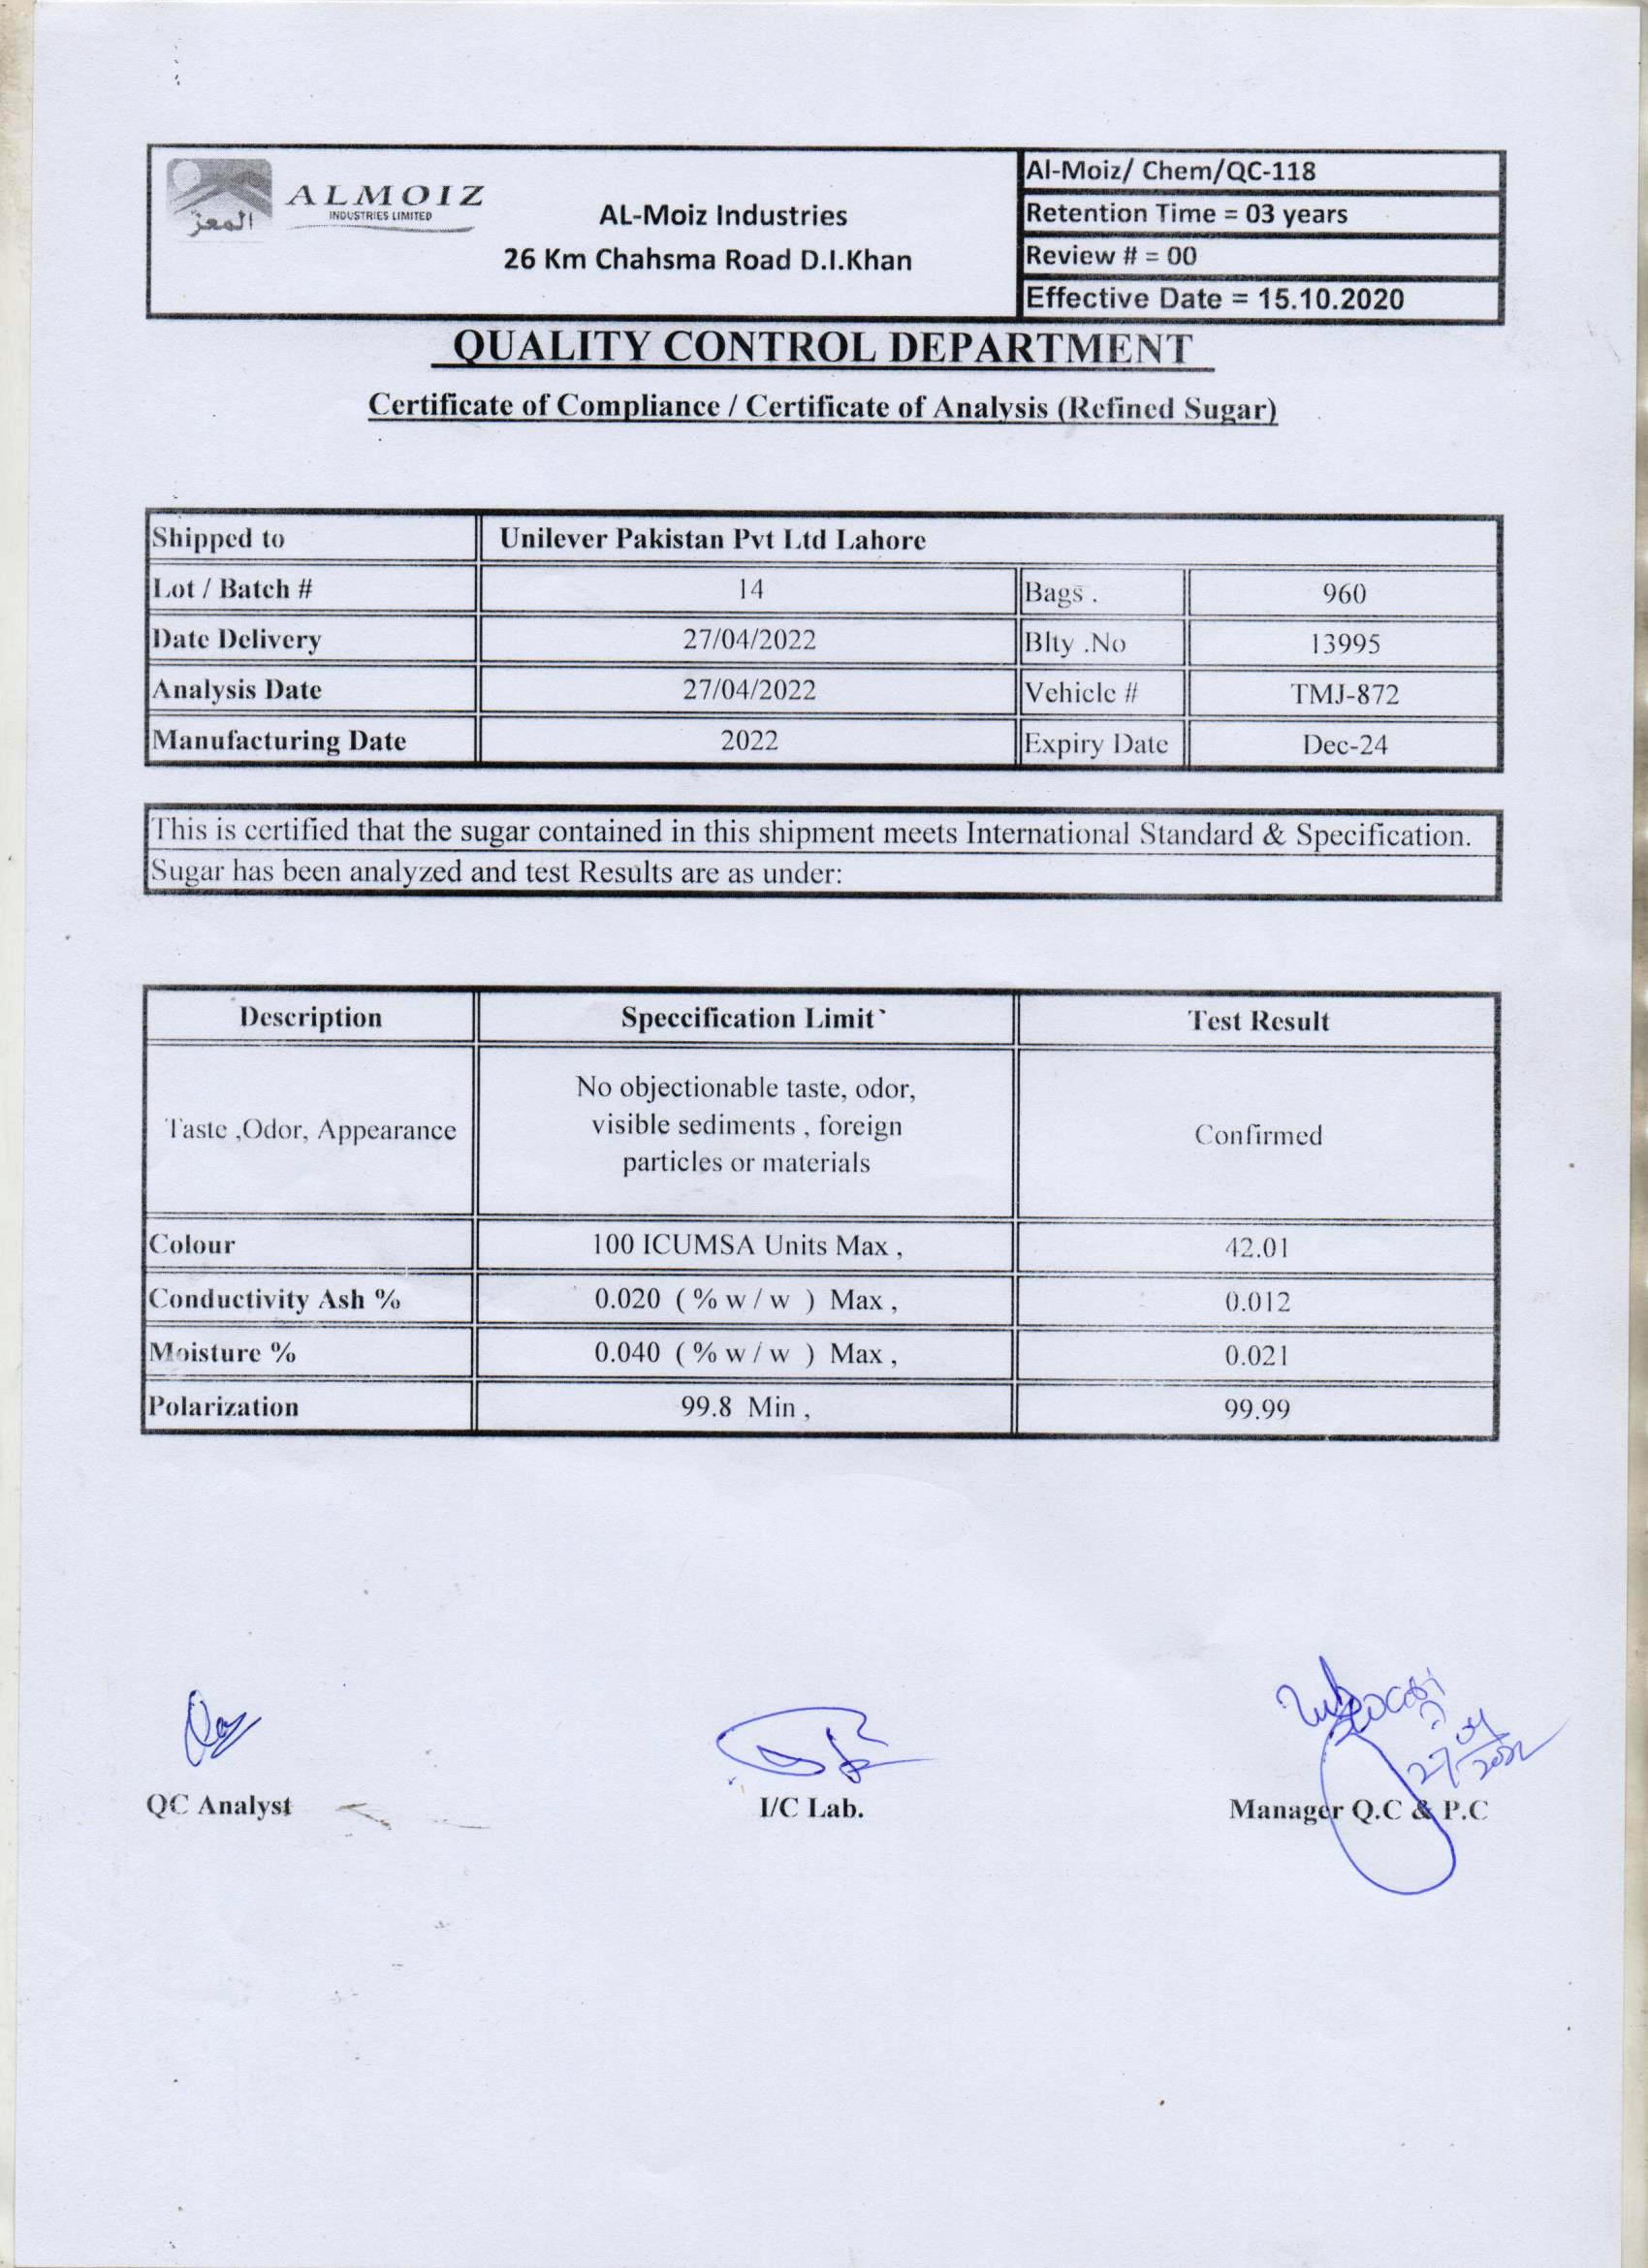 ALMOIZ
INDUSTRIES LIMITED
المعز
AL-Moiz Industries
26 Km Chahsma Road D.I.Khan
Al-Moiz/ Chem/QC-118
Retention Time = 03 years
Review # = 00
Effective Date = 15.10.2020
QUALITY CONTROL DEPARTMENT
Certificate of Compliance / Certificate of Analysis (Refined Sugar)
Shipped to Unilever Pakistan Pvt Ltd Lahore
Lot / Batch # 14 Bags . 960
Date Delivery 27/04/2022 Blty .No 13995
Analysis Date 27/04/2022 Vehicle # TMJ-872
Manufacturing Date 2022 Expiry Date Dec-24
This is certified that the sugar contained in this shipment meets International Standard & Specification.
Sugar has been analyzed and test Results are as under:
Description Speccification Limit` Test Result
Taste ,Odor, Appearance No objectionable taste, odor,
visible sediments , foreign
particles or materials
Confirmed
Colour 100 ICUMSA Units Max , 42.01
Conductivity Ash % 0.020 ( % w / w ) Max , 0.012
Moisture % 0.040 ( % w / w ) Max , 0.021
Polarization 99.8 Min , 99.99
27/04/2022
QC Analyst I/C Lab. Manager Q.C & P.C